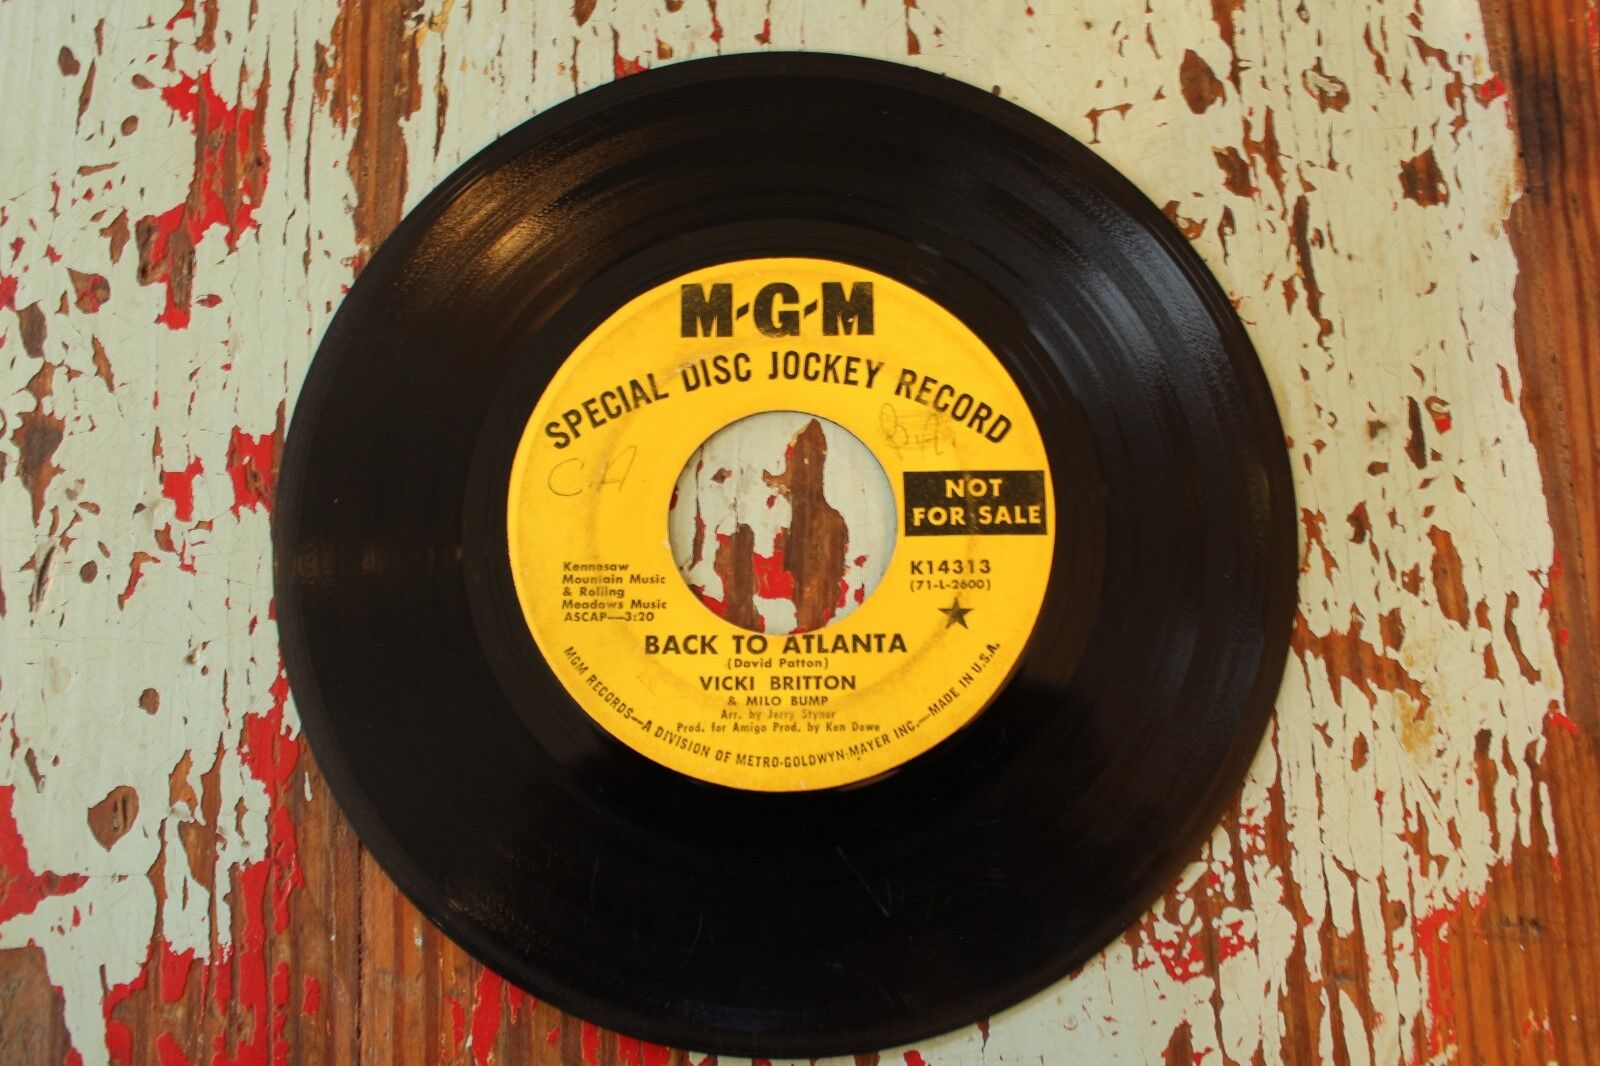 M-G-M
SPECIAL DISC JOCKEY RECORD
C.A.
NOT
FOR SALE
K14313
(71-L-2600)
Kennesaw
Mountain Music
& Rolling
Meadows Music
ASCAP—3:20
BACK TO ATLANTA
(David Patton)
VICKI BRITTON
& MILO BUMP
Arr. by Jerry Styner
Prod. for Amigo Prod. by Ken Dowe
MGM RECORDS—A DIVISION OF METRO-GOLDWYN-MAYER INC.—MADE IN U.S.A.